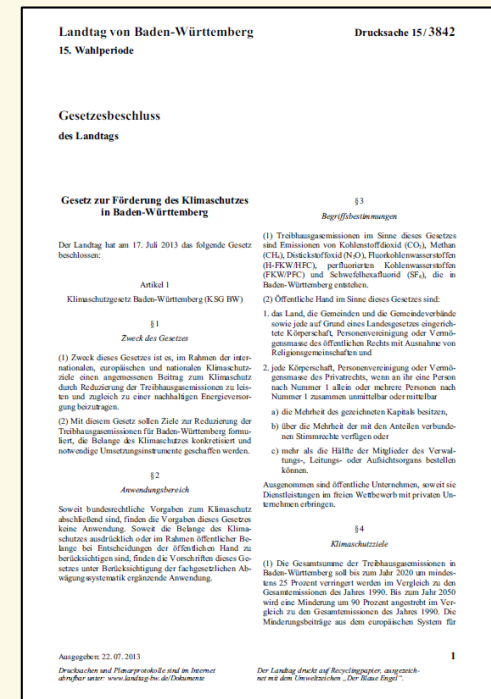 Landtag von Baden-Württemberg
Drucksache 15 / 3842
15. Wahlperiode
Gesetzesbeschluss
des Landtags
Gesetz zur Förderung des Klimaschutzes
in Baden-Württemberg
Der Landtag hat am 17. Juli 2013 das folgende Gesetz
beschlossen:
Artikel 1
Klimaschutzgesetz Baden-Württemberg (KSG BW)
§ 1
Zweck des Gesetzes
(1) Zweck dieses Gesetzes ist es, im Rahmen der inter-
nationalen, europäischen und nationalen Klimaschutz-
ziele einen angemessenen Beitrag zum Klimaschutz
durch Reduzierung der Treibhausgasemissionen zu leis-
ten und zugleich zu einer nachhaltigen Energieversor-
gung beizutragen.
(2) Mit diesem Gesetz sollen Ziele zur Reduzierung der
Treibhausgasemissionen für Baden-Württemberg formu-
liert, die Belange des Klimaschutzes konkretisiert und
notwendige Umsetzungsinstrumente geschaffen werden.
§ 2
Anwendungsbereich
Soweit bundesrechtliche Vorgaben zum Klimaschutz
abschließend sind, finden die Vorgaben dieses Gesetzes
keine Anwendung. Soweit die Belange des Klima-
schutzes ausdrücklich oder im Rahmen öffentlicher Be-
lange bei Entscheidungen der öffentlichen Hand zu
berücksichtigen sind, finden die Vorschriften dieses Ge-
setzes unter Berücksichtigung der fachgesetzlichen Ab-
wägungssystematik ergänzende Anwendung.
§ 3
Begriffsbestimmungen
(1) Treibhausgasemissionen im Sinne dieses Gesetzes
sind Emissionen von Kohlenstoffdioxid (CO₂), Methan
(CH₄), Distickstoffoxid (N₂O), Fluorkohlenwasserstoffen
(H-FKW/HFC), perfluorierten Kohlenwasserstoffen
(FKW/PFC) und Schwefelhexafluorid (SF₆), die in
Baden-Württemberg entstehen.
(2) Öffentliche Hand im Sinne dieses Gesetzes sind:
1. das Land, die Gemeinden und die Gemeindeverbände
sowie jede auf Grund eines Landesgesetzes eingerich-
tete Körperschaft, Personenvereinigung oder Vermö-
gensmasse des öffentlichen Rechts mit Ausnahme von
Religionsgemeinschaften und
2. jede Körperschaft, Personenvereinigung oder Vermö-
gensmasse des Privatrechts, wenn an ihr eine Person
nach Nummer 1 allein oder mehrere Personen nach
Nummer 1 zusammen unmittelbar oder mittelbar
a) die Mehrheit des gezeichneten Kapitals besitzen,
b) über die Mehrheit der mit den Anteilen verbunde-
nen Stimmrechte verfügen oder
c) mehr als die Hälfte der Mitglieder des Verwal-
tungs-, Leitungs- oder Aufsichtsorgans bestellen
können.
Ausgenommen sind öffentliche Unternehmen, soweit sie
Dienstleistungen im freien Wettbewerb mit privaten Un-
ternehmen erbringen.
§ 4
Klimaschutzziele
(1) Die Gesamtsumme der Treibhausgasemissionen in
Baden-Württemberg soll bis zum Jahr 2020 um mindes-
tens 25 Prozent verringert werden im Vergleich zu den
Gesamtemissionen des Jahres 1990. Bis zum Jahr 2050
wird eine Minderung um 90 Prozent angestrebt im Ver-
gleich zu den Gesamtemissionen des Jahres 1990. Die
Minderungsbeiträge aus dem europäischen System für
Ausgegeben: 22. 07. 2013
1
Drucksachen und Plenarprotokolle sind im Internet
abrufbar unter: www.landtag-bw.de/Dokumente
Der Landtag druckt auf Recyclingpapier, ausgezeich-
net mit dem Umweltzeichen „Der Blaue Engel“.